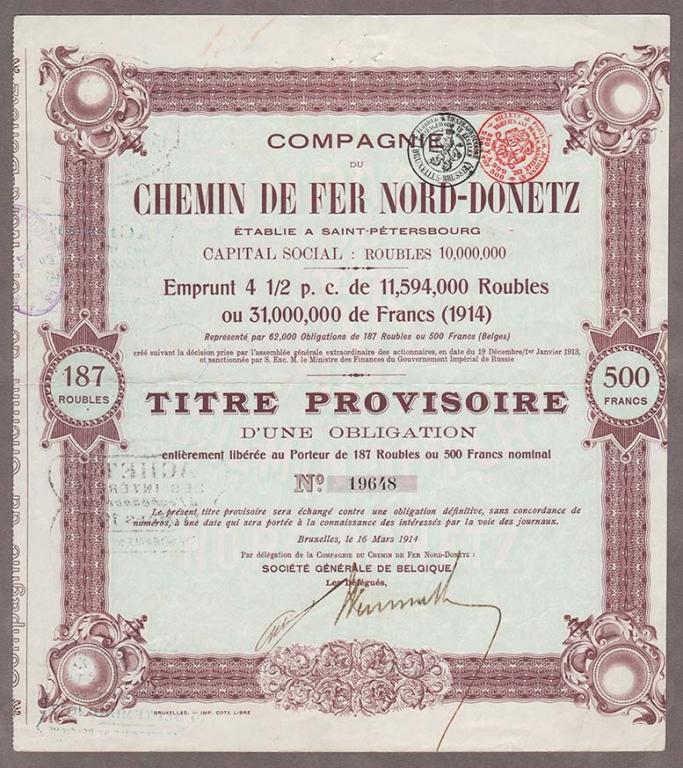 COMPAGNIE
DU
CHEMIN DE FER NORD-DONETZ
ÉTABLIE A SAINT-PÉTERSBOURG
CAPITAL SOCIAL : ROUBLES 10,000,000
Emprunt 4 1/2 p. c. de 11,594,000 Roubles
ou 31,000,000 de Francs (1914)
Représenté par 62,000 Obligations de 187 Roubles ou 500 Francs (Belges)
créé suivant la décision prise par l'assemblée générale extraordinaire des actionnaires, en date du 19 Décembre/1er Janvier 1913,
et sanctionnée par S. Exc. M. le Ministre des Finances du Gouvernement Impérial de Russie
187
ROUBLES
500
FRANCS
TITRE PROVISOIRE
D'UNE OBLIGATION
entièrement libérée au Porteur de 187 Roubles ou 500 Francs nominal
No. 19648
Le présent titre provisoire sera échangé contre une obligation définitive, sans concordance de
numéros, à une date qui sera portée à la connaissance des intéressés par la voie des journaux.
Bruxelles, le 16 Mars 1914
Par délégation de la COMPAGNIE DU CHEMIN DE FER NORD-DONETZ :
SOCIÉTÉ GÉNÉRALE DE BELGIQUE
Les Délégués,
BRUXELLES. — IMP. COTE LIBRE